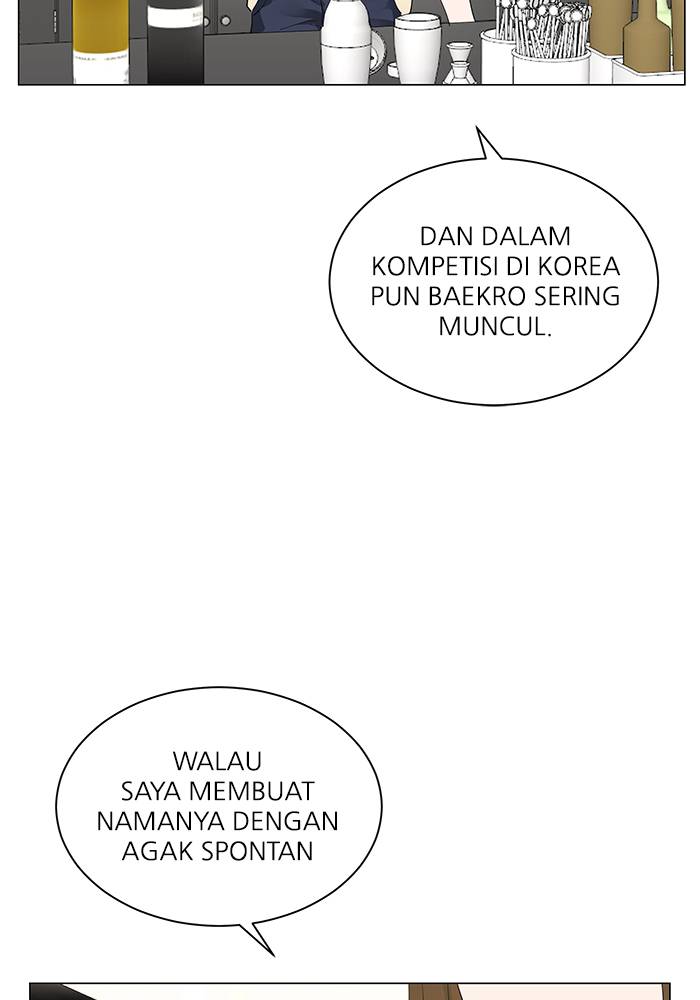 DAN DALAM
KOMPETISI DI KOREA
PUN BAEKRO SERING
MUNCUL.
WALAU
SAYA MEMBUAT
NAMANYA DENGAN
AGAK SPONTAN